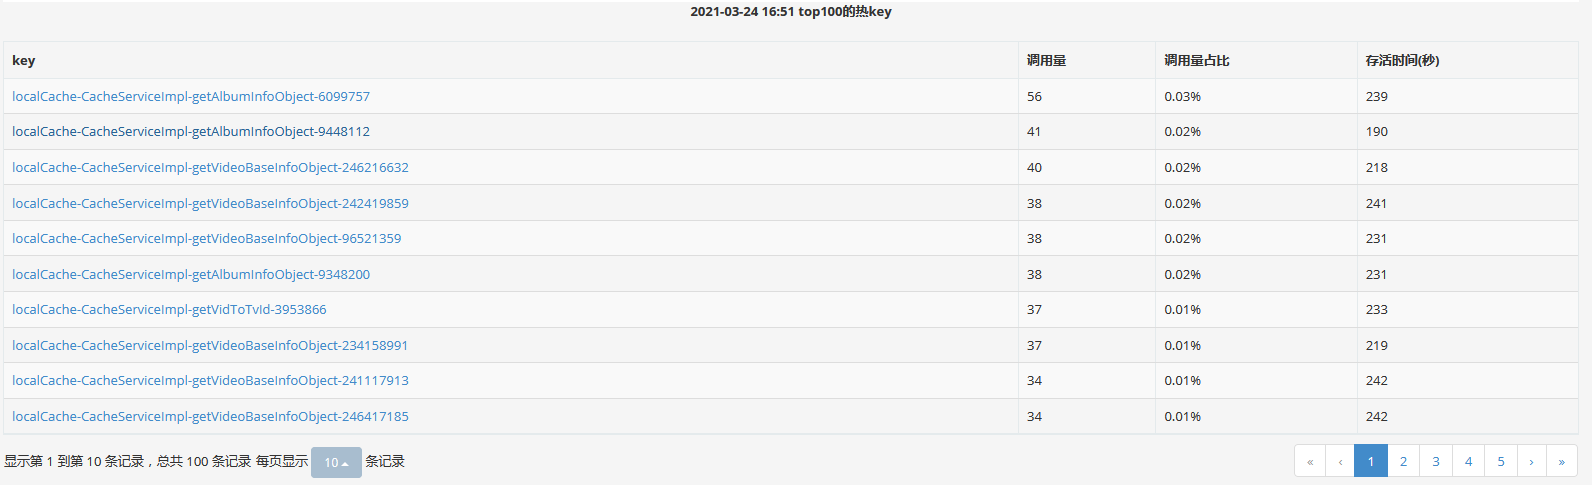 2021-03-24 16:51 top100的热key
key 调用量 调用量占比 存活时间(秒)
localCache-CacheServiceImpl-getAlbumInfoObject-6099757 56 0.03% 239
localCache-CacheServiceImpl-getAlbumInfoObject-9448112 41 0.02% 190
localCache-CacheServiceImpl-getVideoBaseInfoObject-246216632 40 0.02% 218
localCache-CacheServiceImpl-getVideoBaseInfoObject-242419859 38 0.02% 241
localCache-CacheServiceImpl-getVideoBaseInfoObject-96521359 38 0.02% 231
localCache-CacheServiceImpl-getAlbumInfoObject-9348200 38 0.02% 231
localCache-CacheServiceImpl-getVidToTvId-3953866 37 0.01% 233
localCache-CacheServiceImpl-getVideoBaseInfoObject-234158991 37 0.01% 219
localCache-CacheServiceImpl-getVideoBaseInfoObject-241117913 34 0.01% 242
localCache-CacheServiceImpl-getVideoBaseInfoObject-246417185 34 0.01% 242
显示第 1 到第 10 条记录，总共 100 条记录 每页显示 10 条记录 « ‹ 1 2 3 4 5 › »